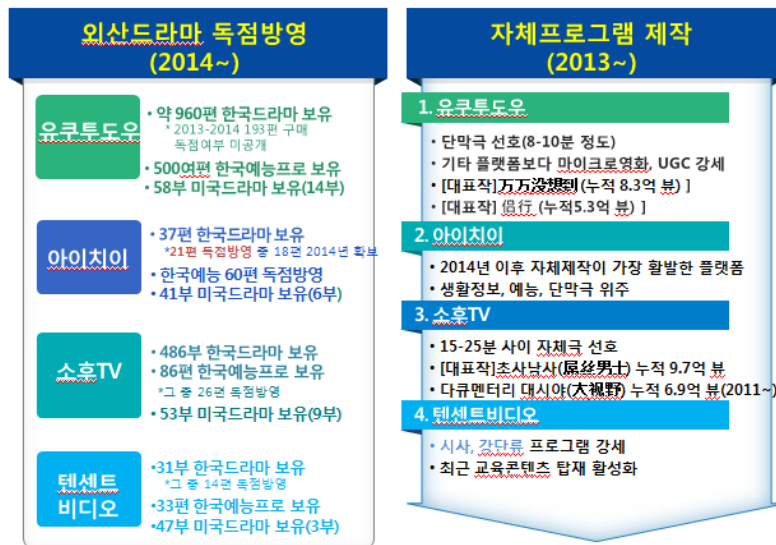 외산드라마 독점방영
(2014~)
유쿠투도우
• 약 960편 한국드라마 보유
* 2013-2014 193편 구매
독점여부 미공개
• 500여편 한국예능프로 보유
• 58부 미국드라마 보유(14부)
아이치이
• 37편 한국드라마 보유
*21편 독점방영 중 18편 2014년 확보
• 한국예능 60편 독점방영
• 41부 미국드라마 보유(6부)
소후TV
• 486부 한국드라마 보유
• 86편 한국예능프로 보유
*그 중 26편 독점방영
• 53부 미국드라마 보유(9부)
텐센트
비디오
•31부 한국드라마 보유
*그 중 14편 독점방영
•33편 한국예능프로 보유
•47부 미국드라마 보유(3부)
자체프로그램 제작
(2013~)
1. 유쿠투도우
• 단막극 선호(8-10분 정도)
• 기타 플랫폼보다 마이크로영화, UGC 강세
• [대표작]万万没想到 (누적 8.3억 뷰) ]
• [대표작] 侣行 (누적5.3억 뷰) ]
2. 아이치이
• 2014년 이후 자체제작이 가장 활발한 플랫폼
• 생활정보, 예능, 단막극 위주
3. 소후TV
• 15-25분 사이 자체극 선호
• [대표작]초사남사(屌丝男士) 누적 9.7억 뷰
• 다큐멘터리 대시야(大视野) 누적 6.9억 뷰(2011~)
4. 텐센트비디오
• 시사, 강단류 프로그램 강세
• 최근 교육콘텐츠 탑재 활성화